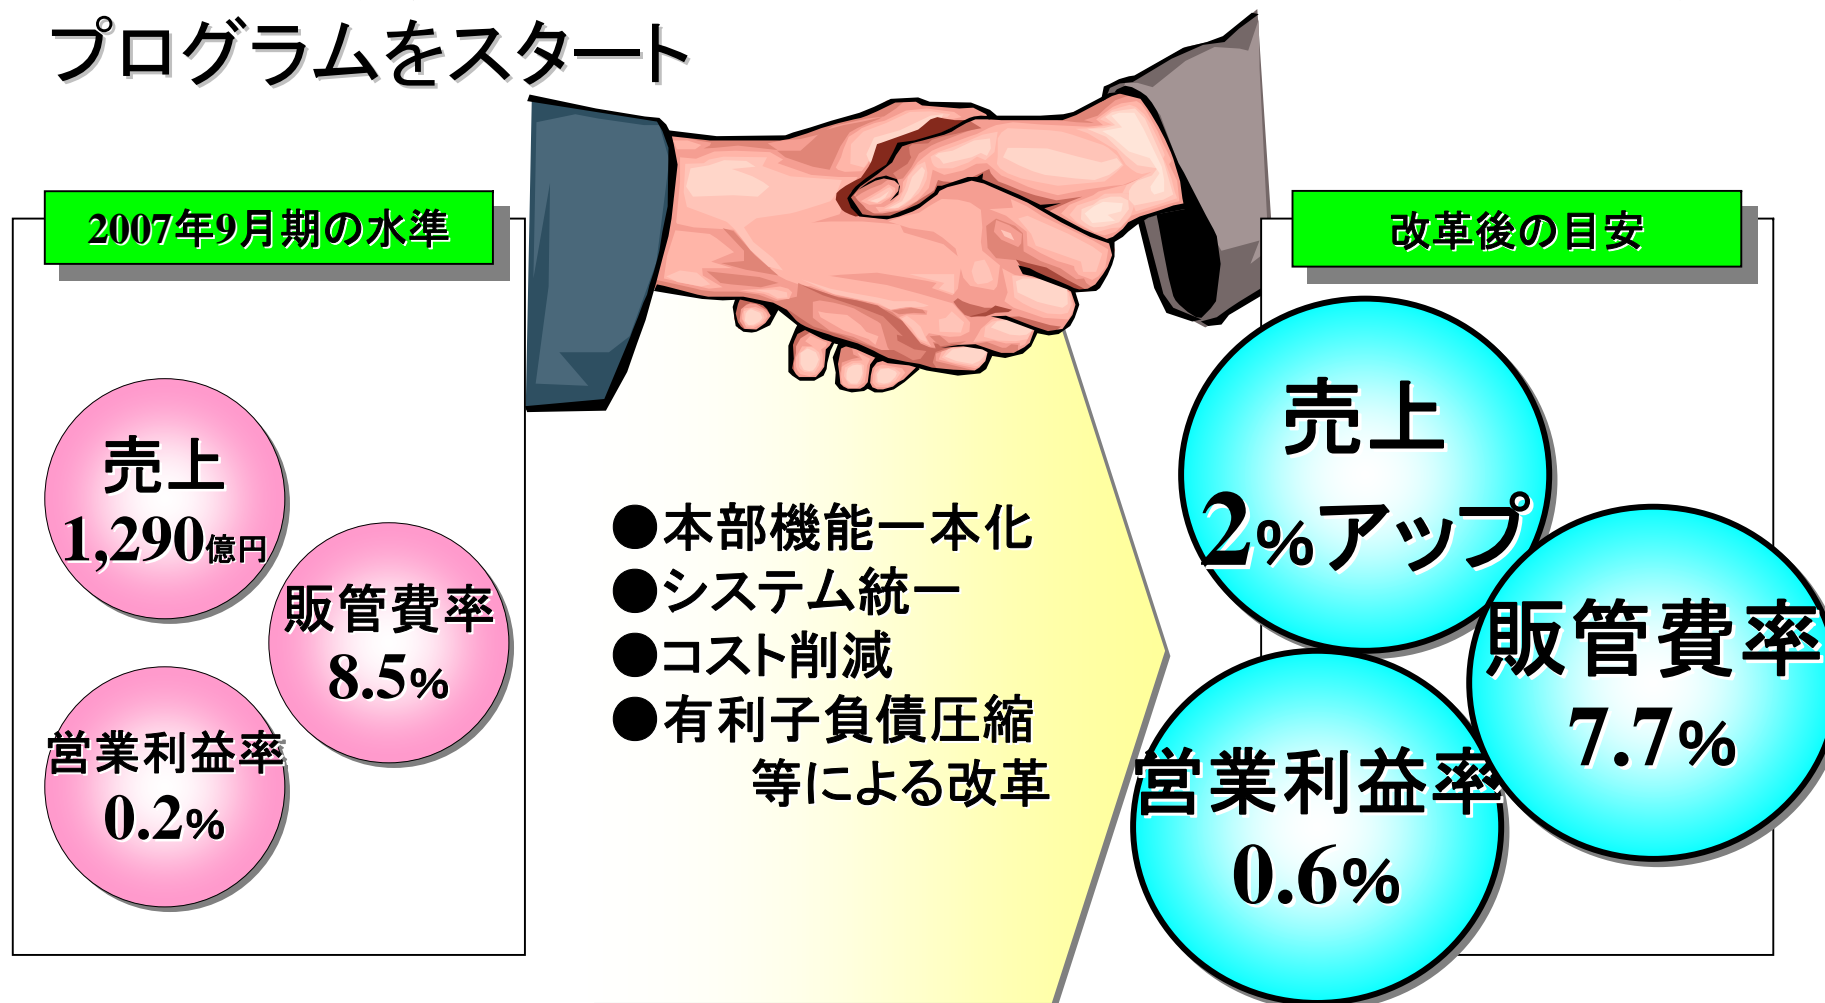 プログラムをスタート
2007年9月期の水準
売上
1,290億円
販管費率
8.5%
営業利益率
0.2%
●本部機能一本化
●システム統一
●コスト削減
●有利子負債圧縮
等による改革
改革後の目安
売上
2%アップ
販管費率
7.7%
営業利益率
0.6%